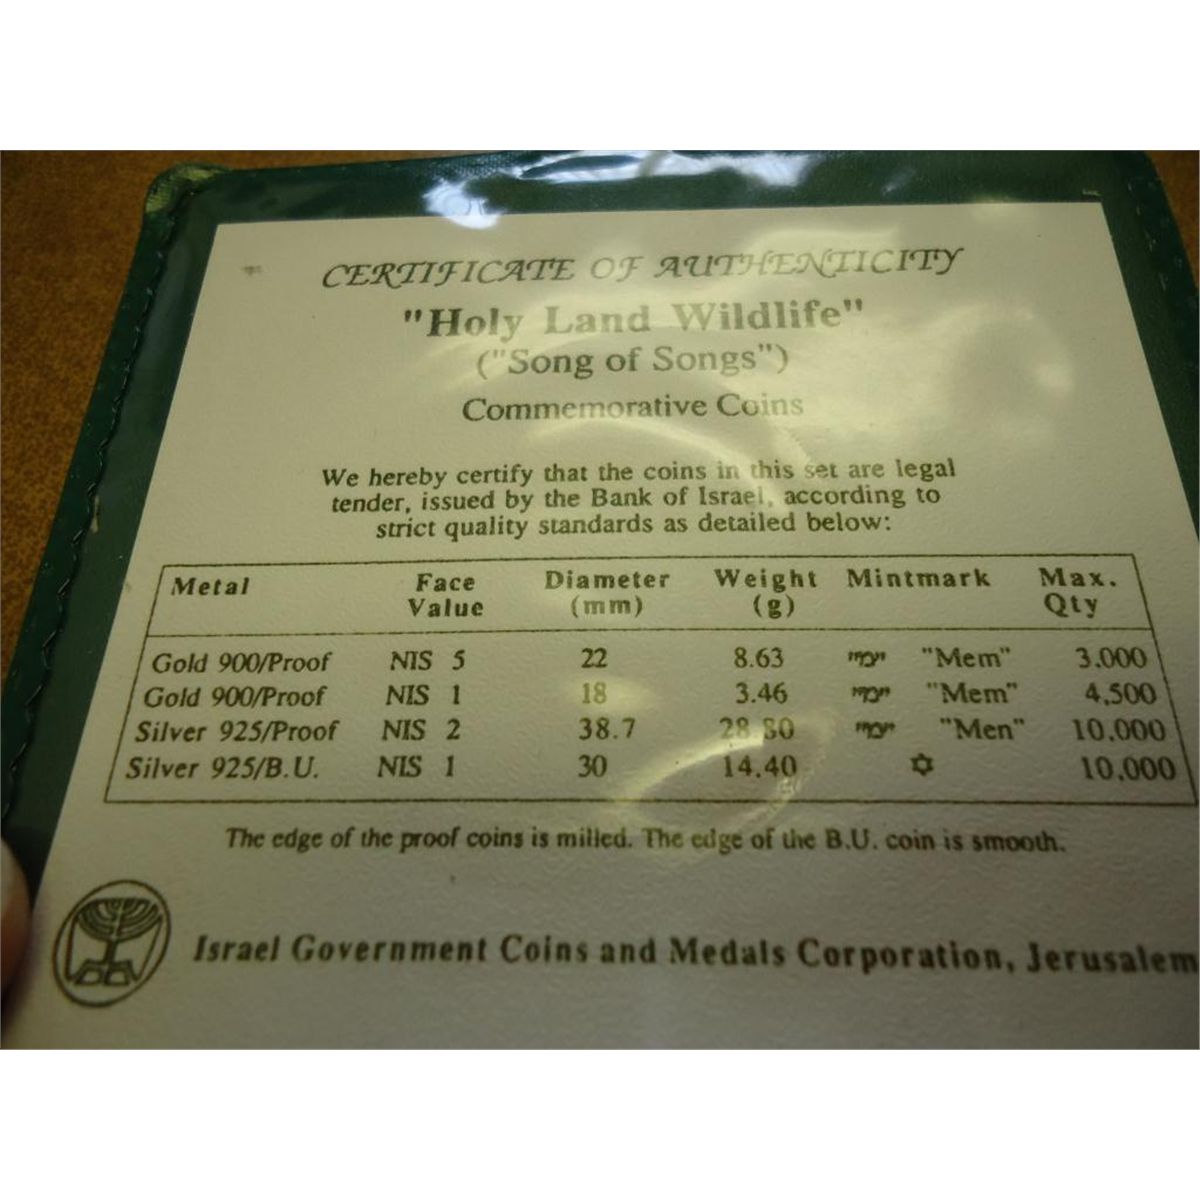 CERTIFICATE OF AUTHENTICITY
"Holy Land Wildlife"
("Song of Songs")
Commemorative Coins
We hereby certify that the coins in this set are legal
tender, issued by the Bank of Israel, according to
strict quality standards as detailed below:
Metal Face Value Diameter (mm) Weight (g) Mintmark Max. Qty
Gold 900/Proof NIS 5 22 8.63 "Mem" 3.000
Gold 900/Proof NIS 1 18 3.46 "Mem" 4,500
Silver 925/Proof NIS 2 38.7 28.80 "Men" 10.000
Silver 925/B.U. NIS 1 30 14.40 ✡ 10.000
The edge of the proof coins is milled. The edge of the B.U. coin is smooth.
Israel Government Coins and Medals Corporation, Jerusalem